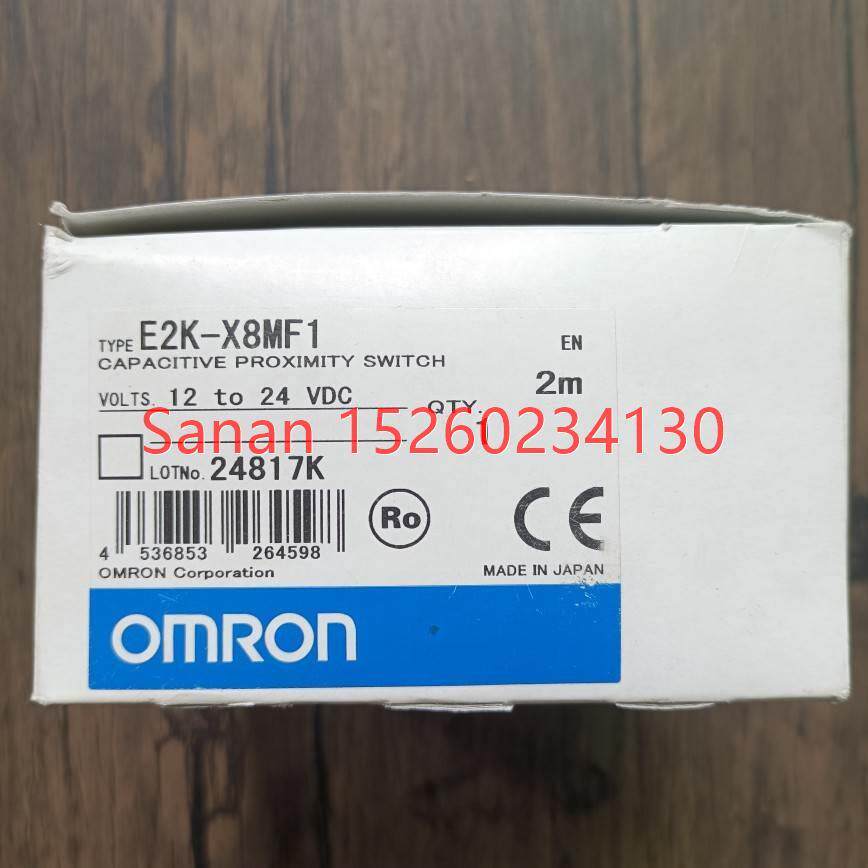 TYPE E2K-X8MF1
EN
CAPACITIVE PROXIMITY SWITCH
2m
VOLTS. 12 to 24 VDC
QTY. 1
Sanan 15260234130
LOTNo. 24817K
Ro
CE
4 536853 264598
OMRON Corporation
MADE IN JAPAN
OMRON